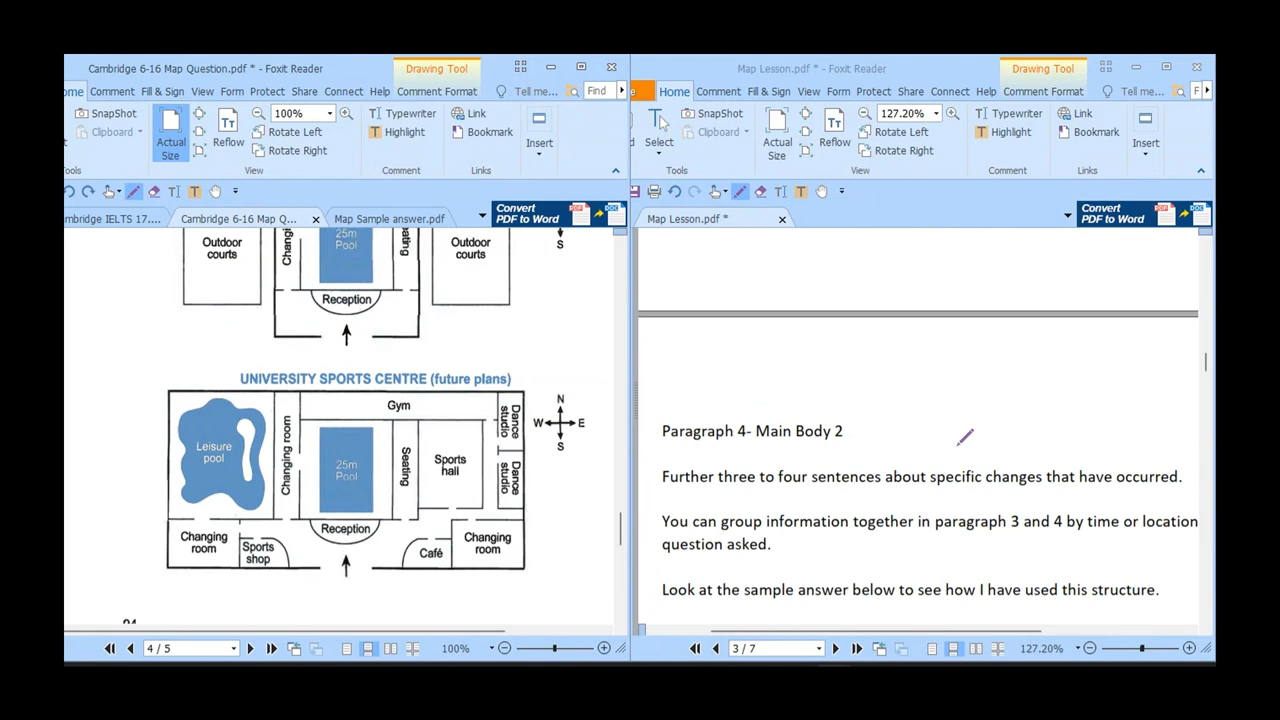 Cambridge 6-16 Map Question.pdf * - Foxit Reader
Drawing Tool
ome
Comment
Fill & Sign
View
Form
Protect
Share
Connect
Help
Comment Format
Tell me...
Find
SnapShot
Clipboard
ools
Actual
Size
Reflow
100%
Rotate Left
Rotate Right
View
Typewriter
Highlight
Comment
Link
Bookmark
Links
Insert
mbridge IELTS 17....
Cambridge 6-16 Map Q...
Map Sample answer.pdf
Convert
PDF to Word
Outdoor
courts
Changi
25m
Pool
ating
Outdoor
courts
S
Reception
UNIVERSITY SPORTS CENTRE (future plans)
Leisure
pool
Changing room
Gym
25m
Pool
Seating
Sports
hall
Dance
studio
Dance
studio
N
W
E
S
Changing
room
Sports
shop
Reception
Café
Changing
room
4 / 5
100%
Map Lesson.pdf * - Foxit Reader
Drawing Tool
e
Home
Comment
Fill & Sign
View
Form
Protect
Share
Connect
Help
Comment Format
Tell me...
F
Select
SnapShot
Clipboard
Tools
Actual
Size
Reflow
127.20%
Rotate Left
Rotate Right
View
Typewriter
Highlight
Comment
Link
Bookmark
Links
Insert
Map Lesson.pdf *
Convert
PDF to Word
Paragraph 4- Main Body 2
Further three to four sentences about specific changes that have occurred.
You can group information together in paragraph 3 and 4 by time or location
question asked.
Look at the sample answer below to see how I have used this structure.
3 / 7
127.20%